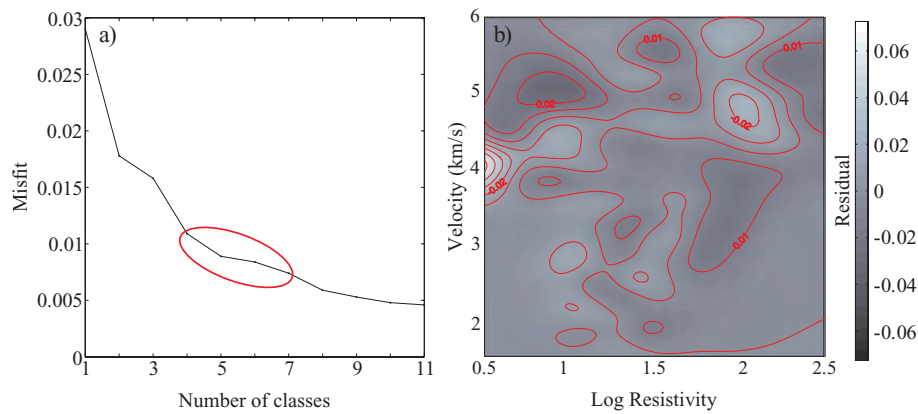 a)
0.03
0.025
0.02
0.015
0.01
0.005
0
1 3 5 7 9 11
Misfit
Number of classes
b)
6
5
4
3
2
0.5 1 1.5 2 2.5
Velocity (km/s)
Log Resistivity
0.01
0.01
0.02
-0.02
-0.02
0.01
0.06
0.04
0.02
0
-0.02
-0.04
-0.06
Residual